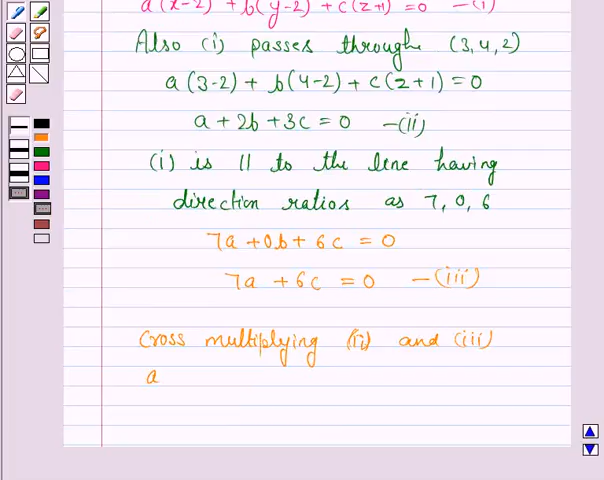 a(x-2) + b(y-2) + c(z+1) = 0 -(i)
Also (i) passes through (3,4,2)
a(3-2) + b(4-2) + c(2+1) = 0
a + 2b + 3c = 0 -(ii)
(i) is || to the line having
direction ratios as 7, 0, 6
7a + 0b + 6c = 0
7a + 6c = 0 -(iii)
Cross multiplying (ii) and (iii)
a